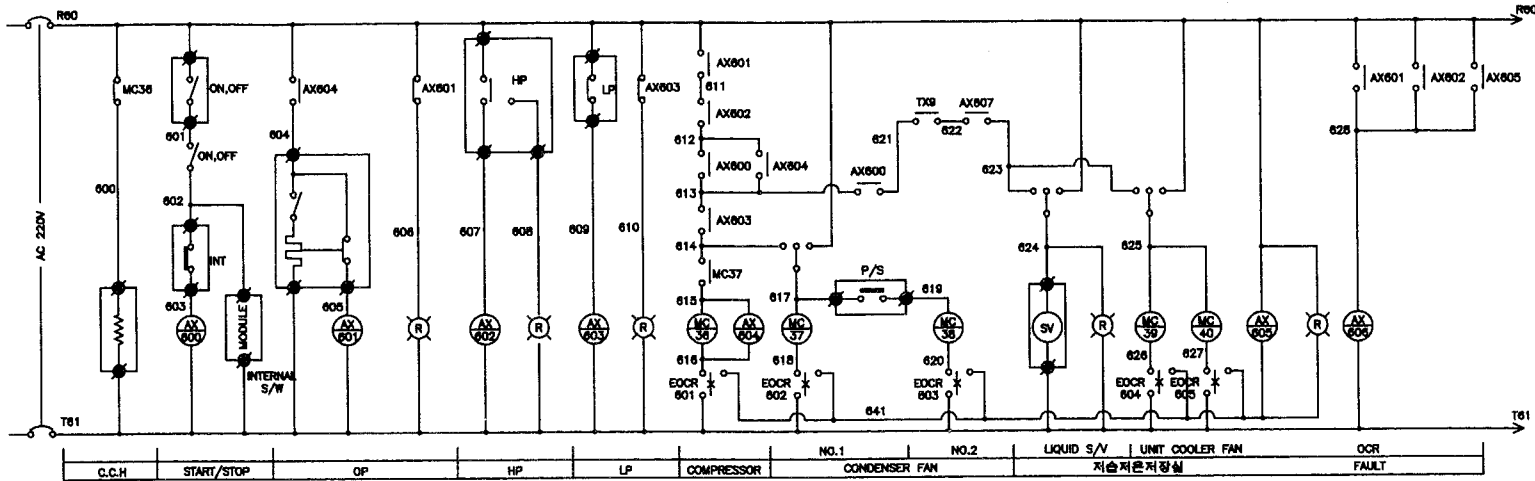 R60
R60
AC 220V
T61
T61
MC36
600
ON,OFF
601
ON,OFF
602
INT
603
AX
600
MODULE
INTERNAL
S/W
AX604
604
605
AX
601
AX601
606
R
HP
607
608
AX
602
R
LP
609
AX
603
AX603
610
R
AX601
611
AX602
612
AX600
AX604
613
AX603
614
MC37
615
MC
36
AX
604
616
EOCR
601
617
MC
37
618
EOCR
602
P/S
619
MC
38
620
EOCR
603
641
AX600
621
TX9
622
AX607
623
624
SV
R
625
MC
39
MC
40
626
627
EOCR
604
EOCR
605
AX
605
R
AX601
AX602
AX605
628
AX
606
C.C.H
START/STOP
OP
HP
LP
COMPRESSOR
NO.1
NO.2
CONDENSER FAN
LIQUID S/V
UNIT COOLER FAN
저습저온저장실
OCR
FAULT